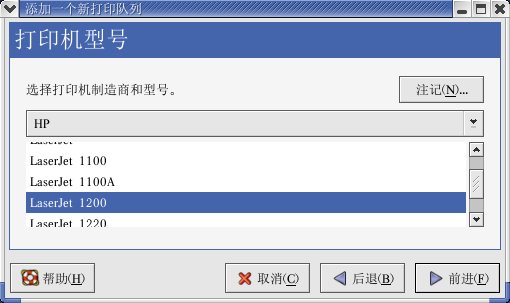 添加一个新打印队列
打印机型号
选择打印机制造商和型号。
注记(N)...
HP
LaserJet
LaserJet 1100
LaserJet 1100A
LaserJet 1200
LaserJet 1220
帮助(H)
取消(C)
后退(B)
前进(F)